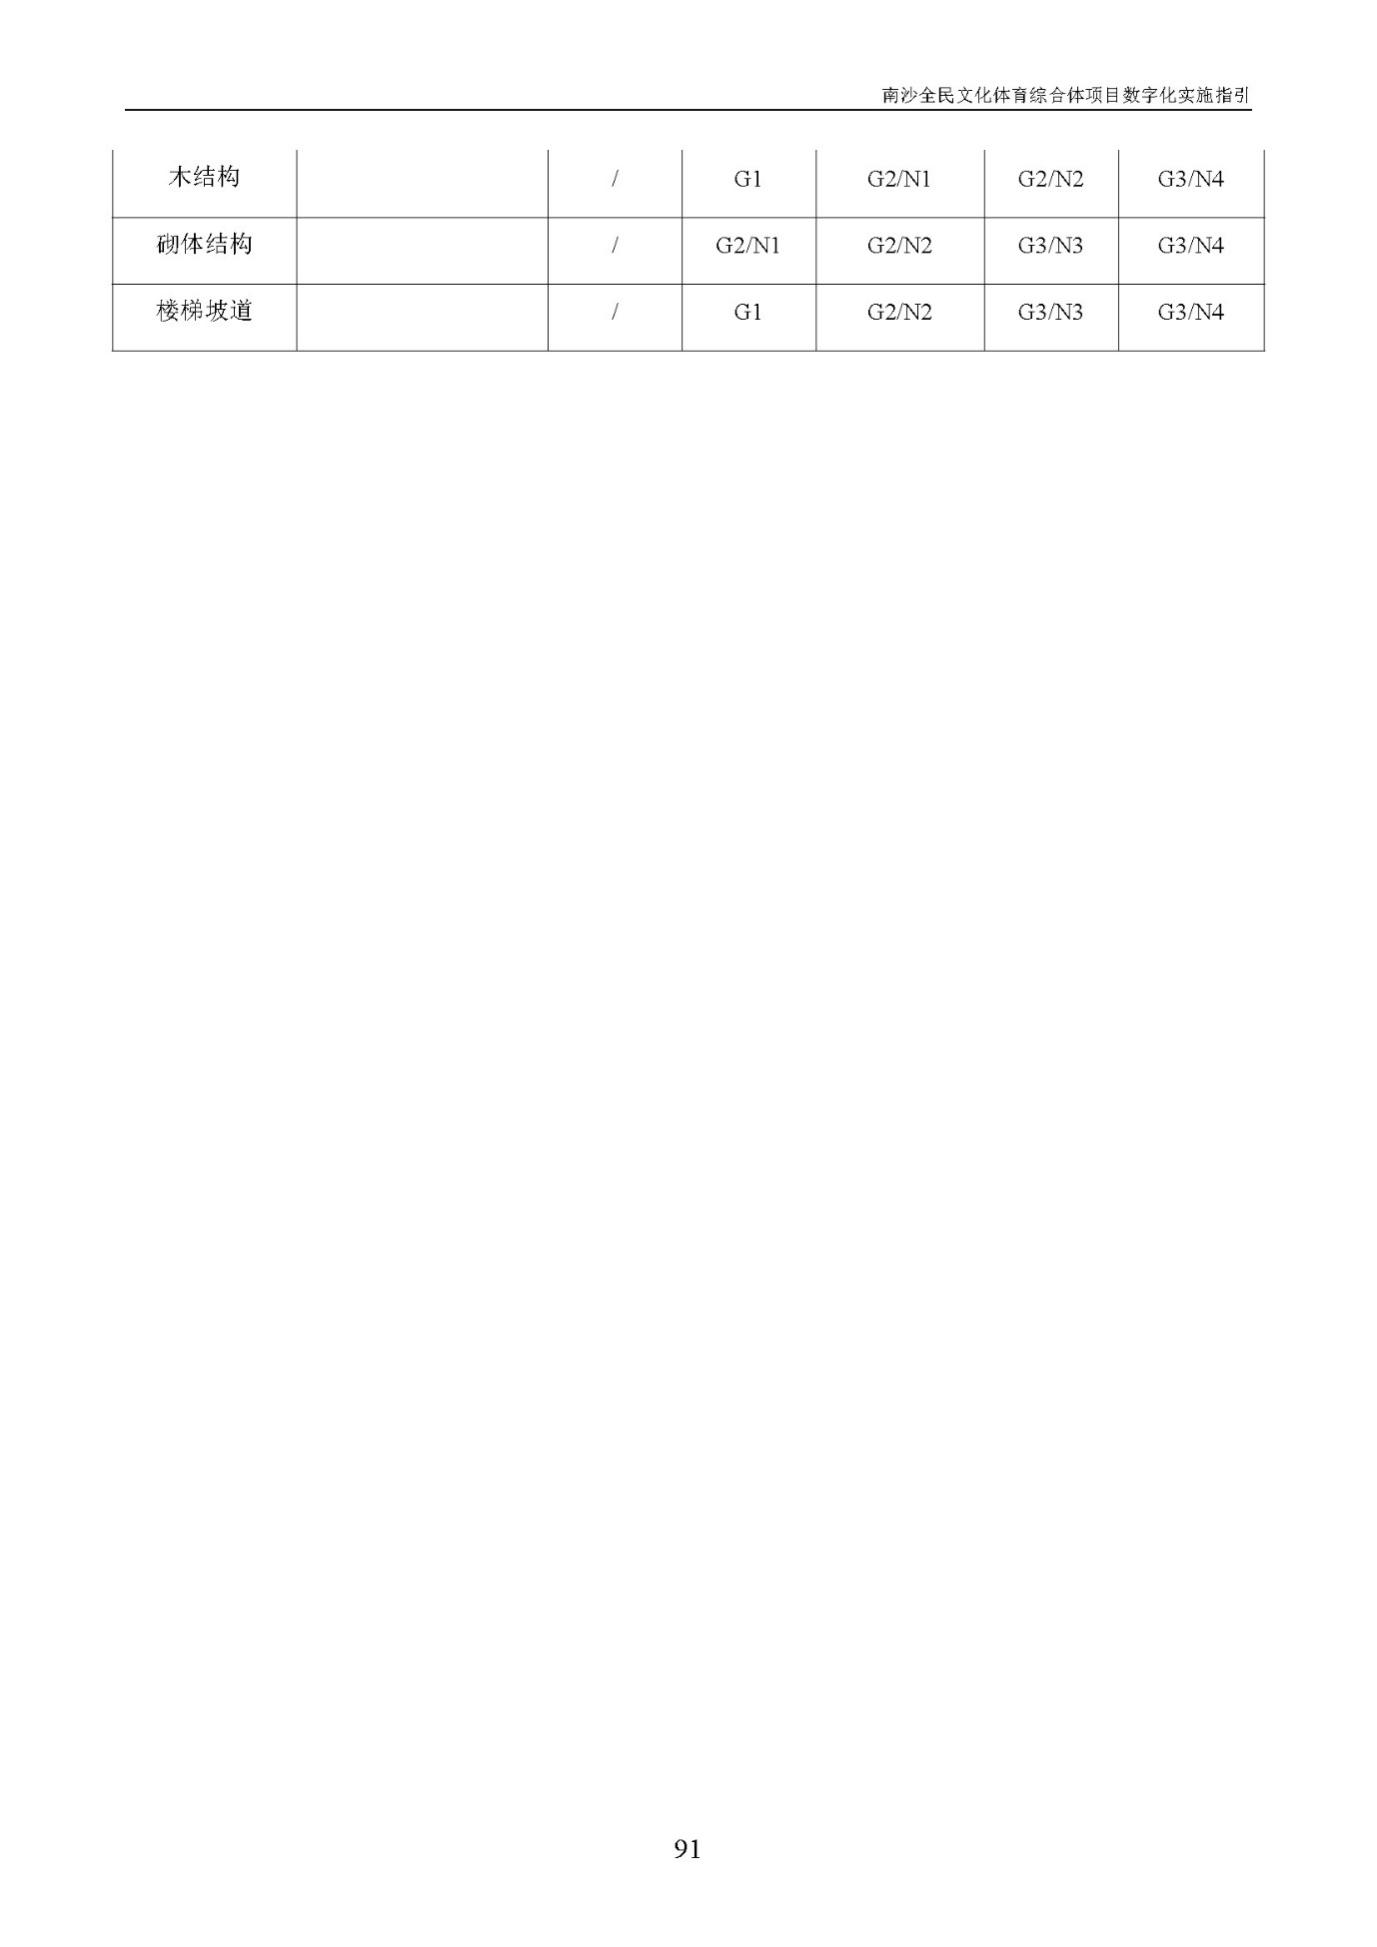 南沙全民文化体育综合体项目数字化实施指引
木结构 / G1 G2/N1 G2/N2 G3/N4
砌体结构 / G2/N1 G2/N2 G3/N3 G3/N4
楼梯坡道 / G1 G2/N2 G3/N3 G3/N4
91